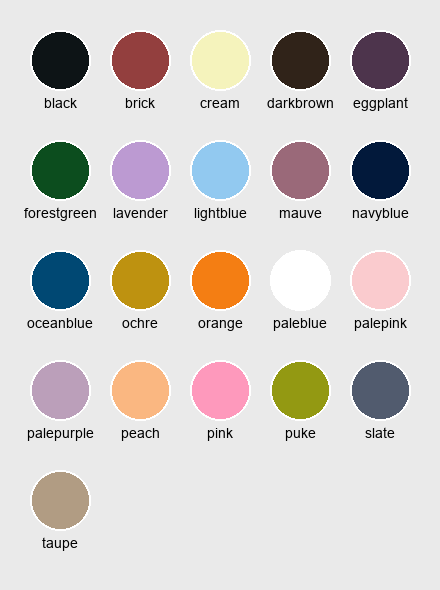 black brick cream darkbrown eggplant
forestgreen lavender lightblue mauve navyblue
oceanblue ochre orange paleblue palepink
palepurple peach pink puke slate
taupe